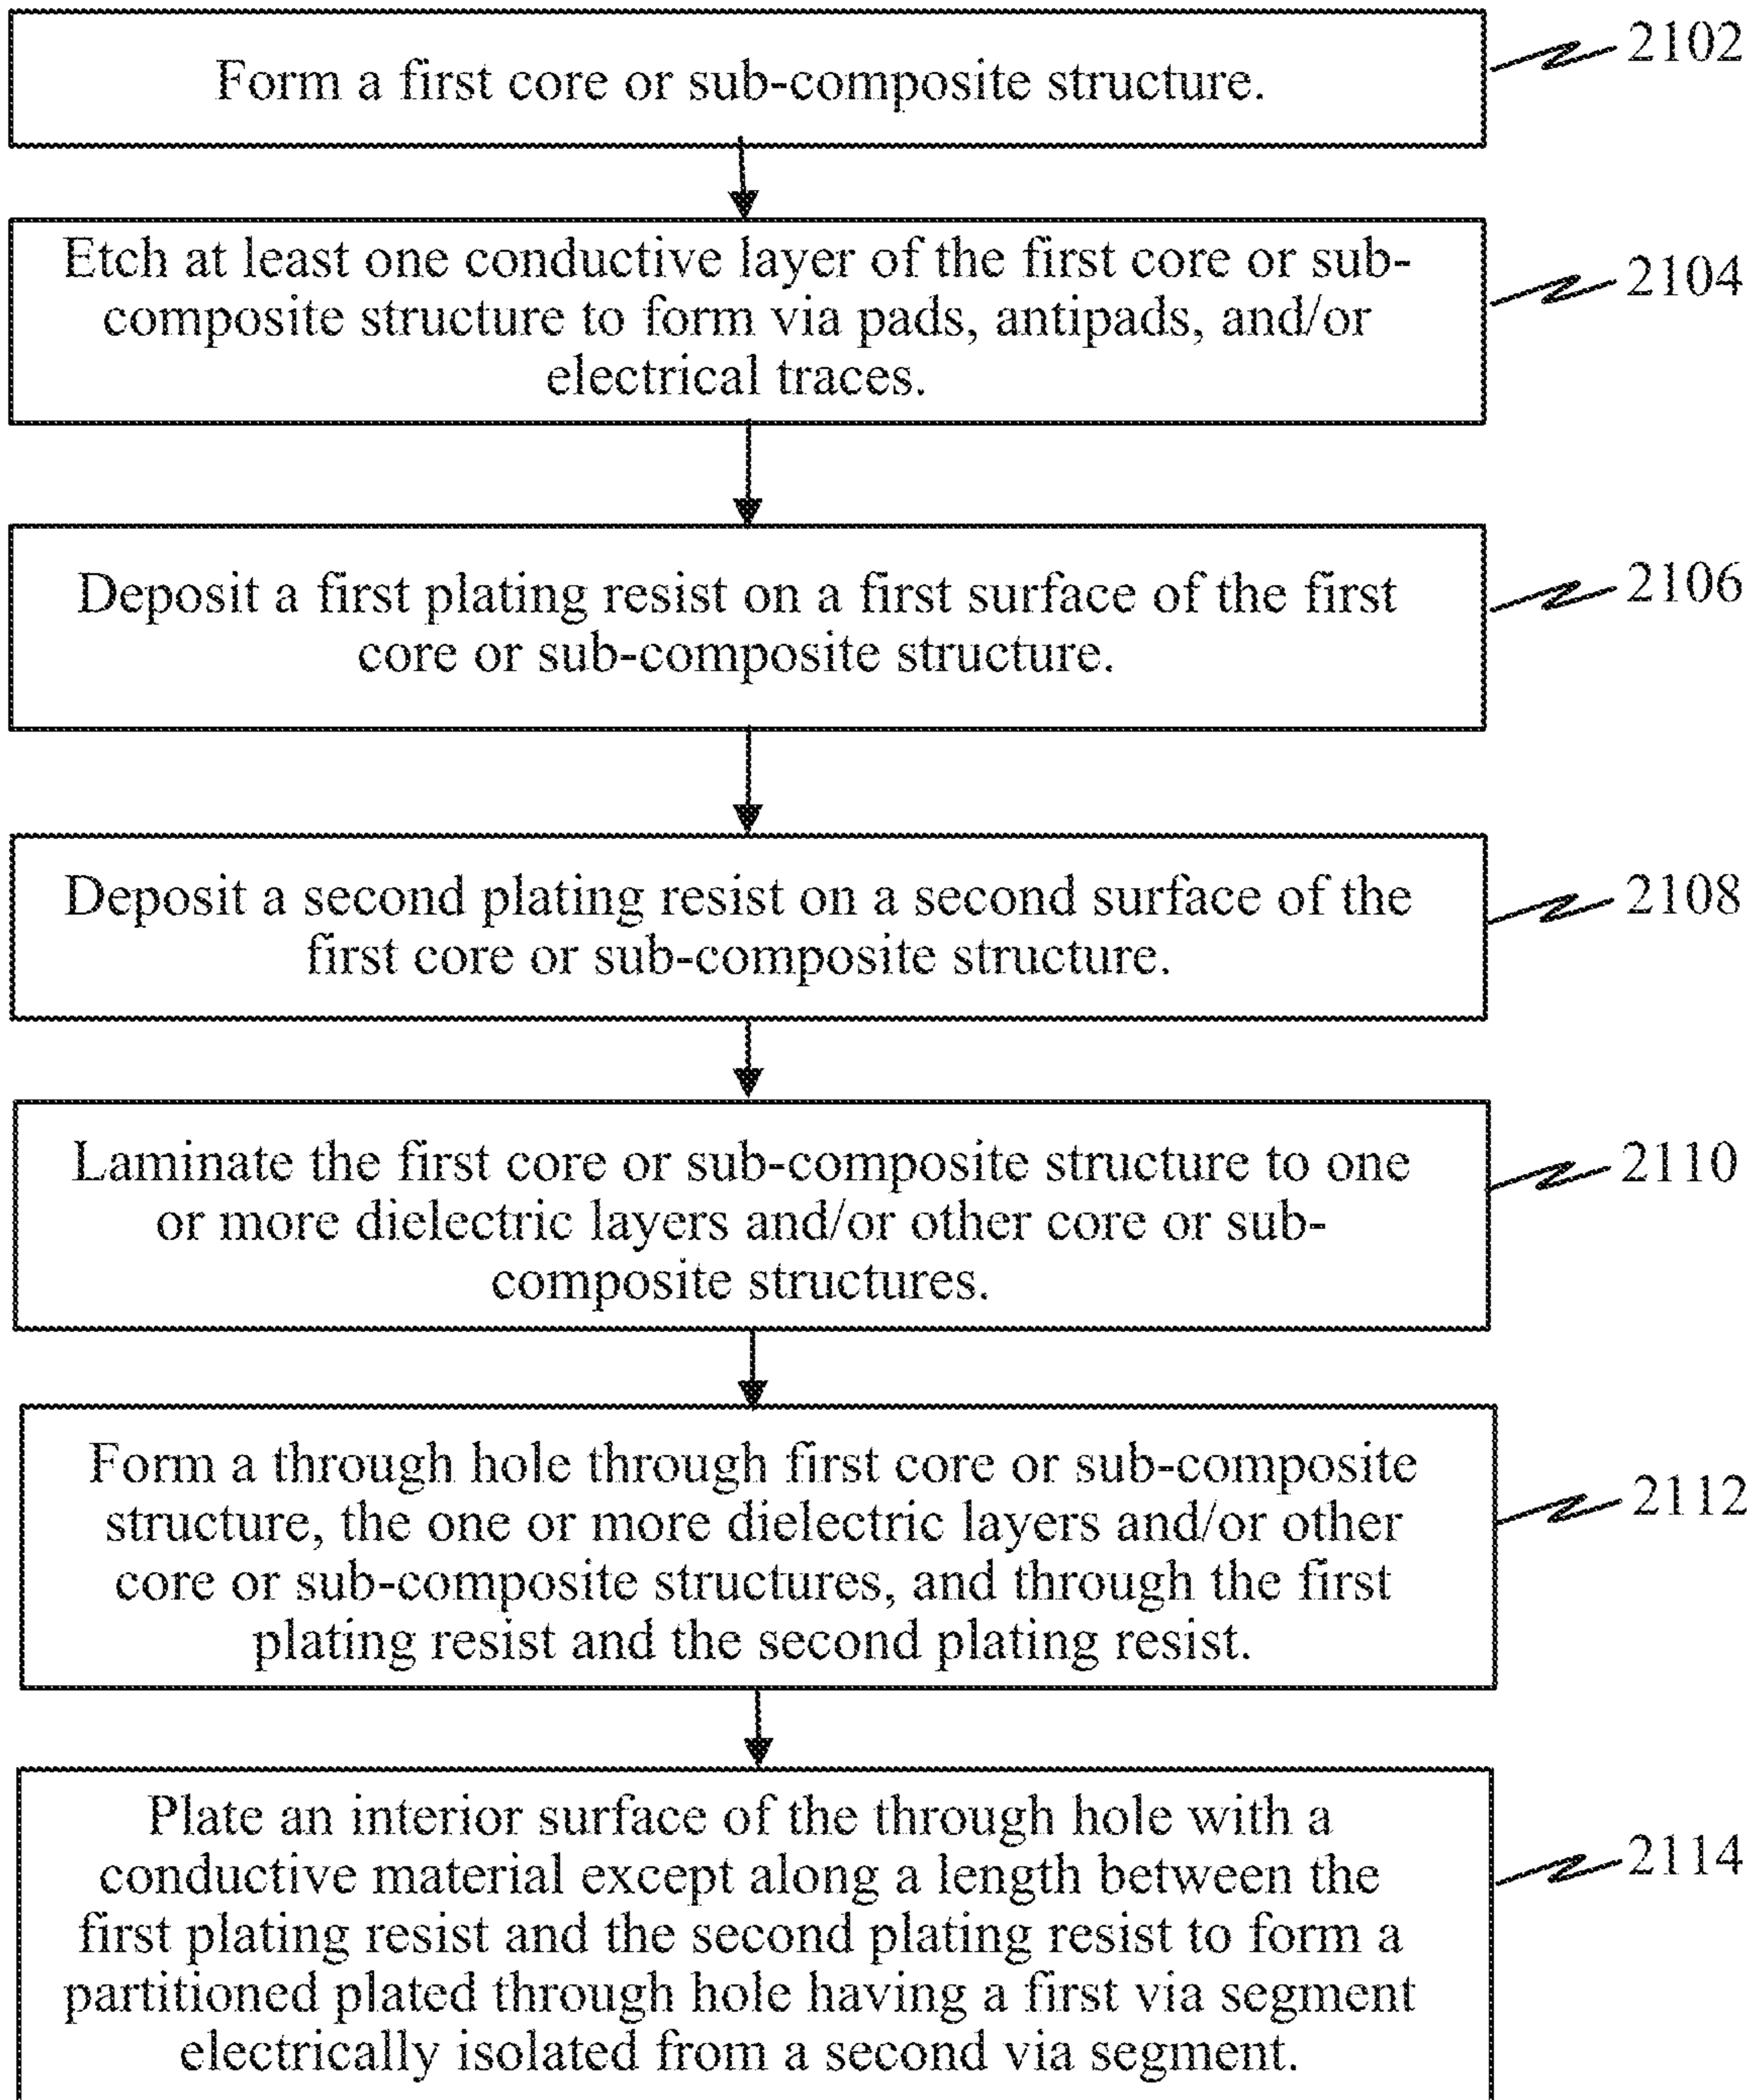 Form a first core or sub-composite structure.
2102
Etch at least one conductive layer of the first core or sub-
composite structure to form via pads, antipads, and/or
electrical traces.
2104
Deposit a first plating resist on a first surface of the first
core or sub-composite structure.
2106
Deposit a second plating resist on a second surface of the
first core or sub-composite structure.
2108
Laminate the first core or sub-composite structure to one
or more dielectric layers and/or other core or sub-
composite structures.
2110
Form a through hole through first core or sub-composite
structure, the one or more dielectric layers and/or other
core or sub-composite structures, and through the first
plating resist and the second plating resist.
2112
Plate an interior surface of the through hole with a
conductive material except along a length between the
first plating resist and the second plating resist to form a
partitioned plated through hole having a first via segment
electrically isolated from a second via segment.
2114